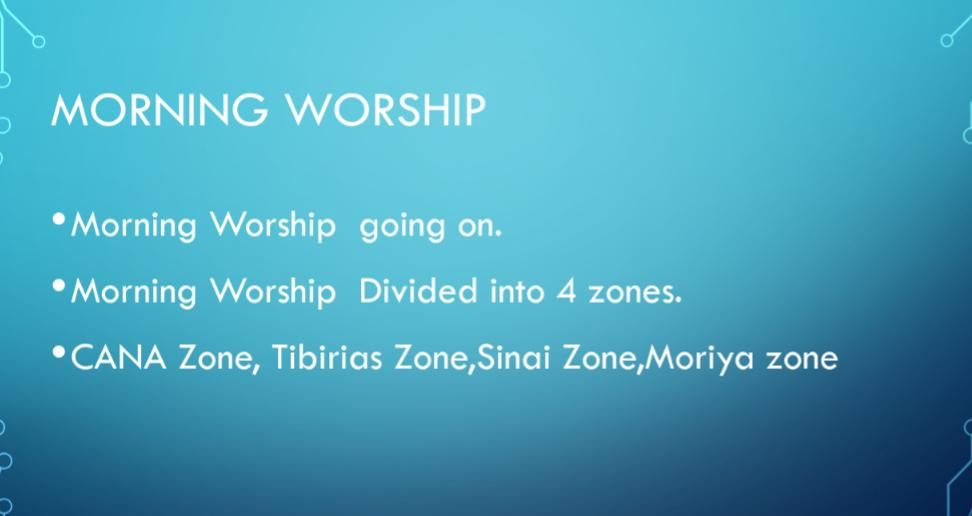 MORNING WORSHIP
•Morning Worship  going on.
•Morning Worship  Divided into 4 zones.
•CANA Zone, Tibirias Zone,Sinai Zone,Moriya zone